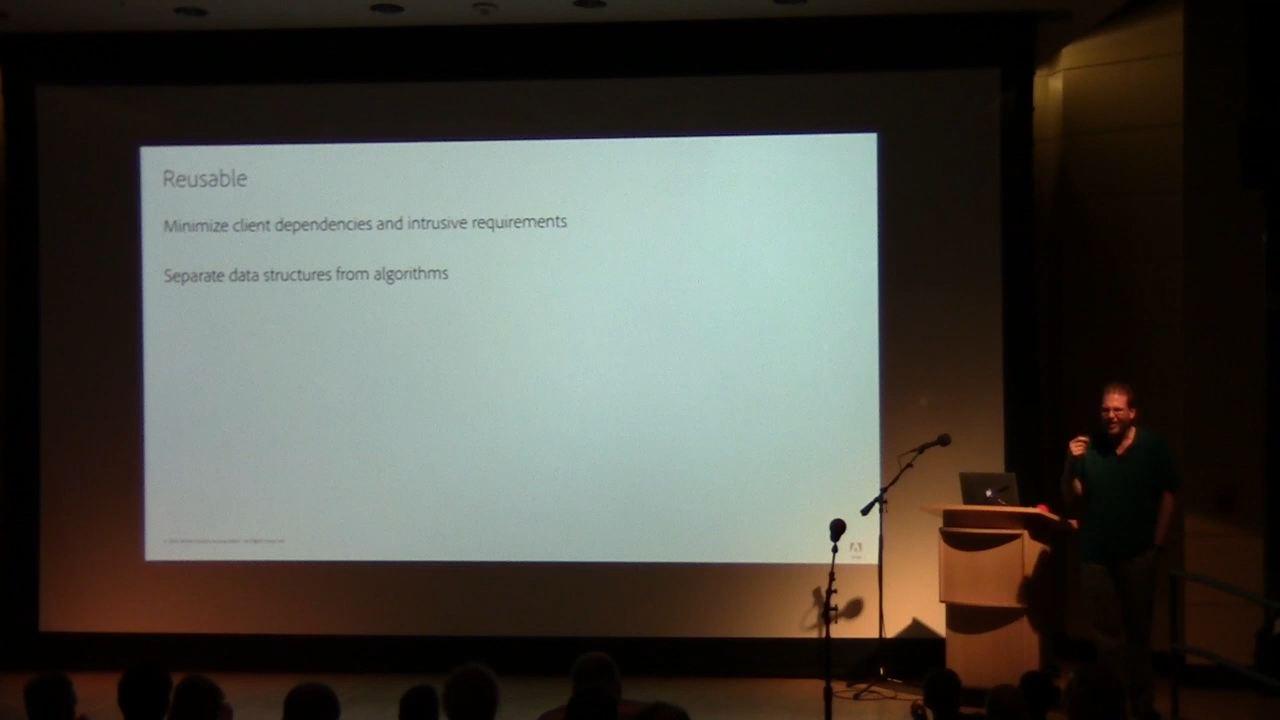 Reusable
Minimize client dependencies and intrusive requirements
Separate data structures from algorithms